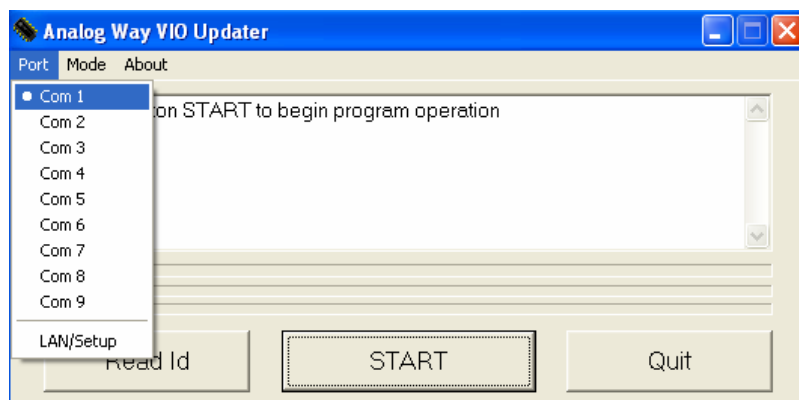 Analog Way VIO Updater
Port Mode About
Com 1
Com 2
Com 3
Com 4
Com 5
Com 6
Com 7
Com 8
Com 9
LAN/Setup
on START to begin program operation
Read Id START Quit